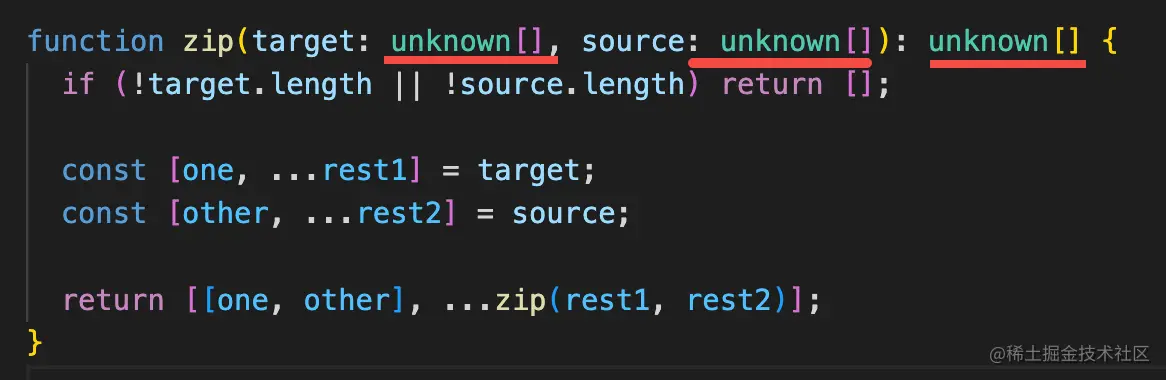 function zip(target: unknown[], source: unknown[]): unknown[] {
if (!target.length || !source.length) return [];
const [one, ...rest1] = target;
const [other, ...rest2] = source;
return [[one, other], ...zip(rest1, rest2)];
}
@稀土掘金技术社区